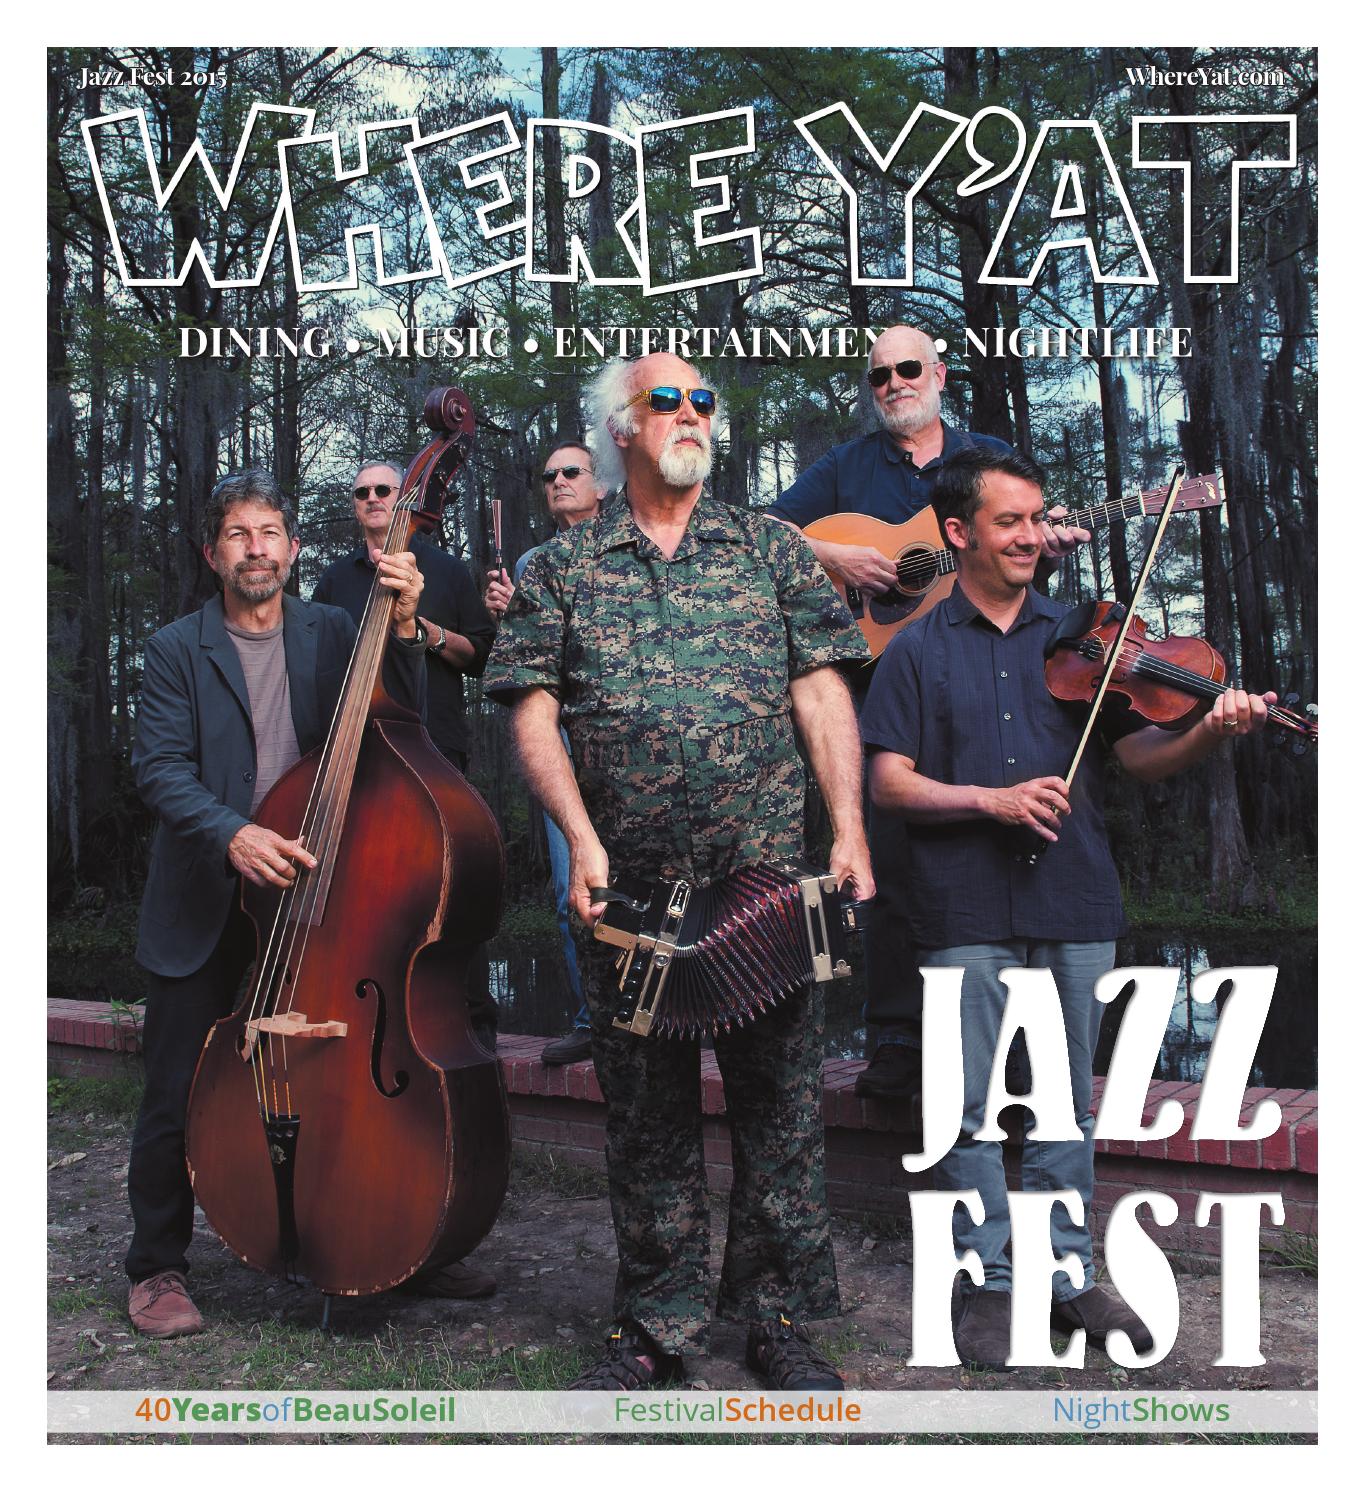 Jazz Fest 2015
WhereYat.com
WHERE Y'AT
DINING • MUSIC • ENTERTAINMENT • NIGHTLIFE
JAZZ
FEST
40YearsofBeauSoleil FestivalSchedule NightShows